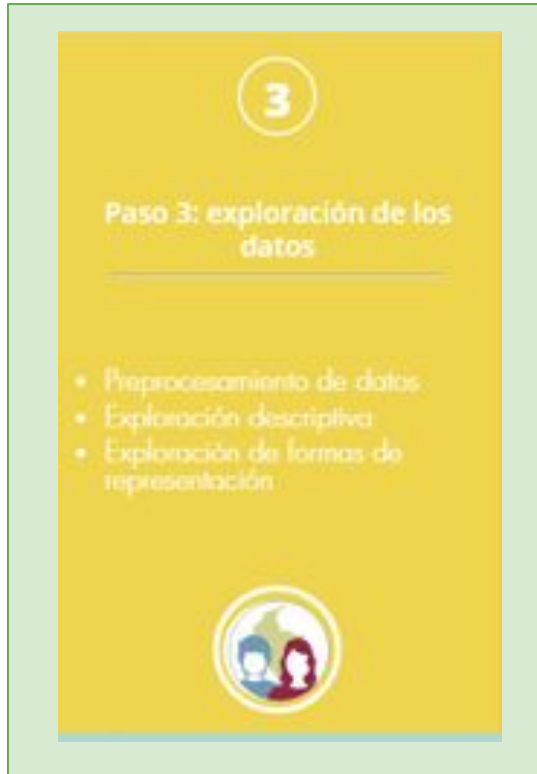 3
Paso 3: exploración de los
datos
• Preprocesamiento de datos
• Exploración descriptiva
• Exploración de formas de
representación